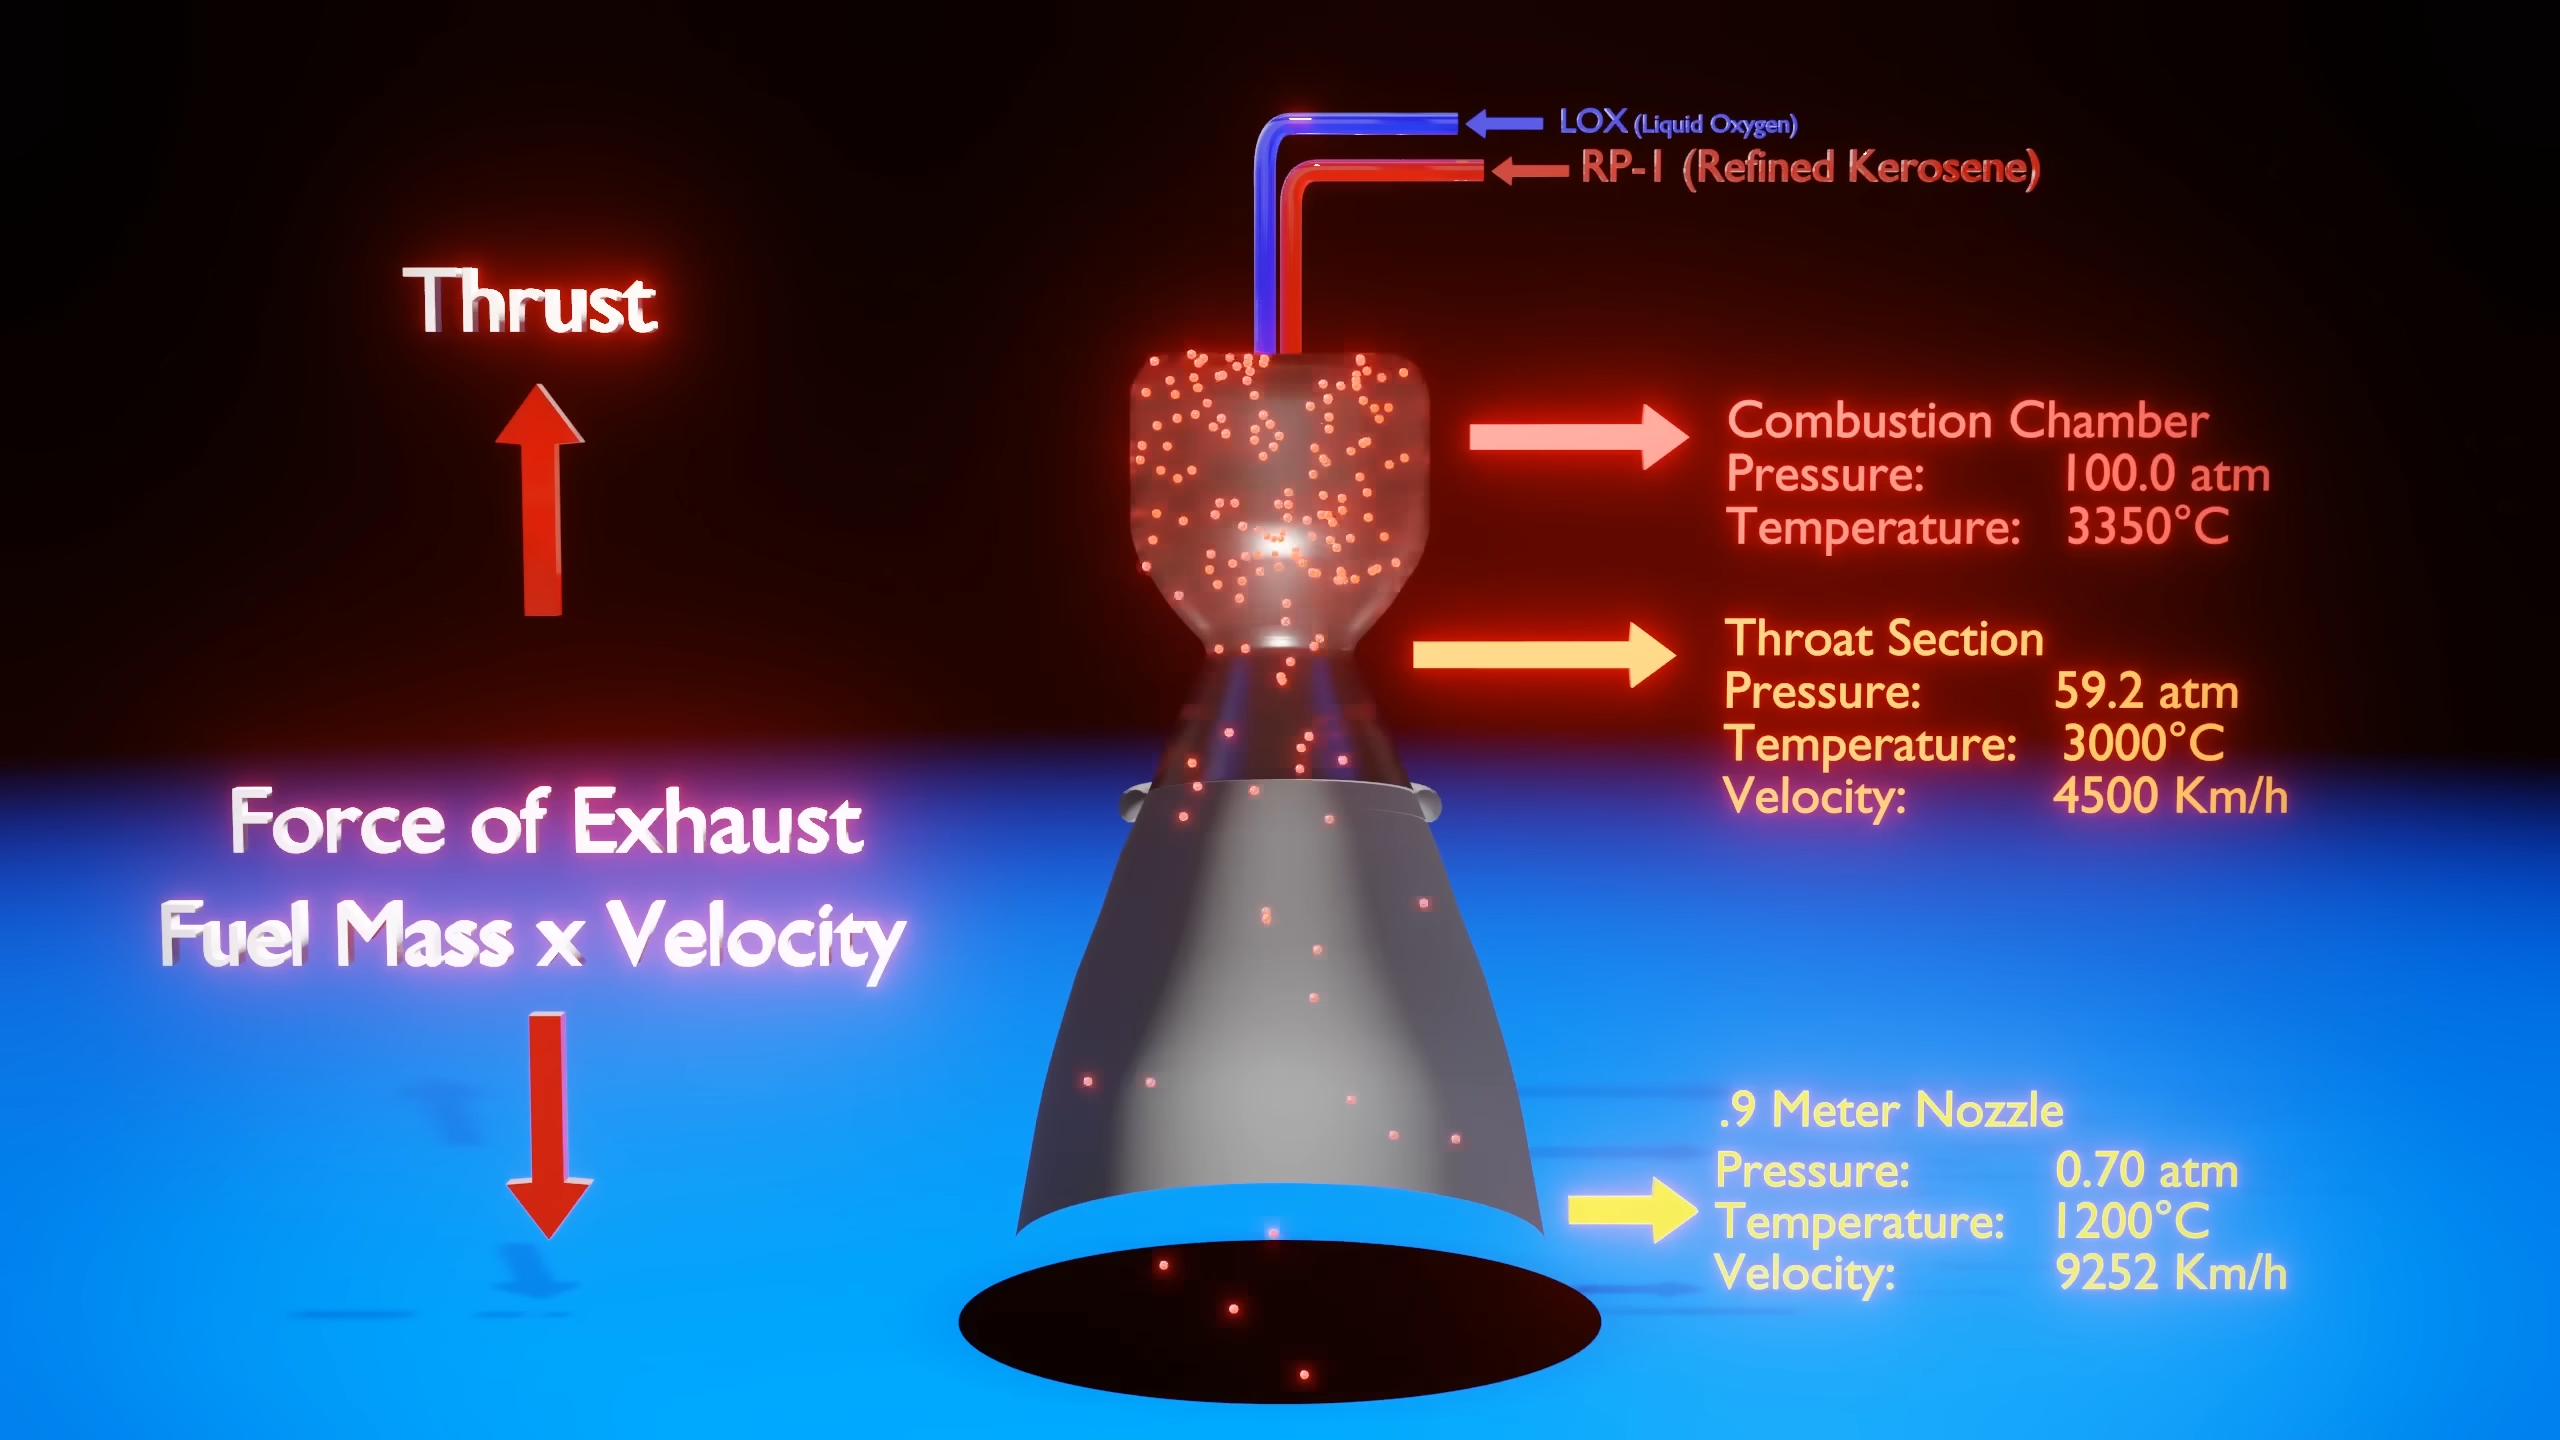 LOX (Liquid Oxygen)
RP-1 (Refined Kerosene)
Thrust
Combustion Chamber
Pressure: 100.0 atm
Temperature: 3350°C
Throat Section
Pressure: 59.2 atm
Temperature: 3000°C
Velocity: 4500 Km/h
Force of Exhaust
Fuel Mass x Velocity
.9 Meter Nozzle
Pressure: 0.70 atm
Temperature: 1200°C
Velocity: 9252 Km/h